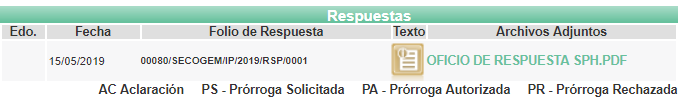 Respuestas
Edo. Fecha Folio de Respuesta Texto Archivos Adjuntos
15/05/2019 00080/SECOGEM/IP/2019/RSP/0001 OFICIO DE RESPUESTA SPH.PDF
AC Aclaración PS - Prórroga Solicitada PA - Prórroga Autorizada PR - Prórroga Rechazada